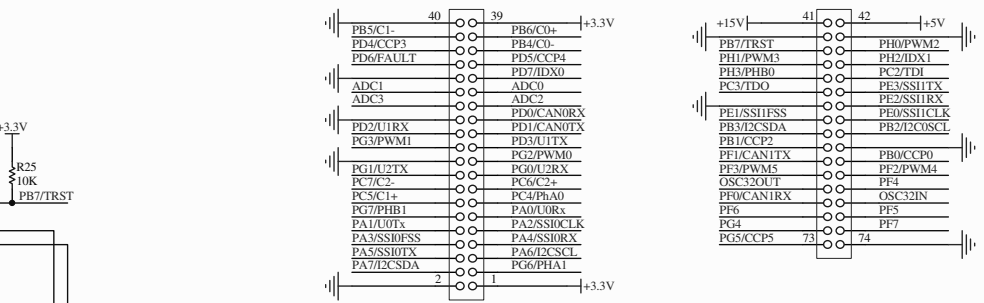 +3.3V
R25
10K
PB7/TRST
40 39
+3.3V
PB5/C1- PB6/C0+
PD4/CCP3 PB4/C0-
PD6/FAULT PD5/CCP4
PD7/IDX0
ADC1 ADC0
ADC3 ADC2
PD0/CAN0RX
PD2/U1RX PD1/CAN0TX
PG3/PWM1 PD3/U1TX
PG2/PWM0
PG1/U2TX PG0/U2RX
PC7/C2- PC6/C2+
PC5/C1+ PC4/PhA0
PG7/PHB1 PA0/U0Rx
PA1/U0Tx PA2/SSI0CLK
PA3/SSI0FSS PA4/SSI0RX
PA5/SSI0TX PA6/I2CSCL
PA7/I2CSDA PG6/PHA1
2 1
+3.3V
+15V 41 42 +5V
PB7/TRST PH0/PWM2
PH1/PWM3 PH2/IDX1
PH3/PHB0 PC2/TDI
PC3/TDO PE3/SSI1TX
PE2/SSI1RX
PE1/SSI1FSS PE0/SSI1CLK
PB3/I2CSDA PB2/I2C0SCL
PB1/CCP2
PF1/CAN1TX PB0/CCP0
PF3/PWM5 PF2/PWM4
OSC32OUT PF4
PF0/CAN1RX OSC32IN
PF6 PF5
PG4 PF7
PG5/CCP5 73 74